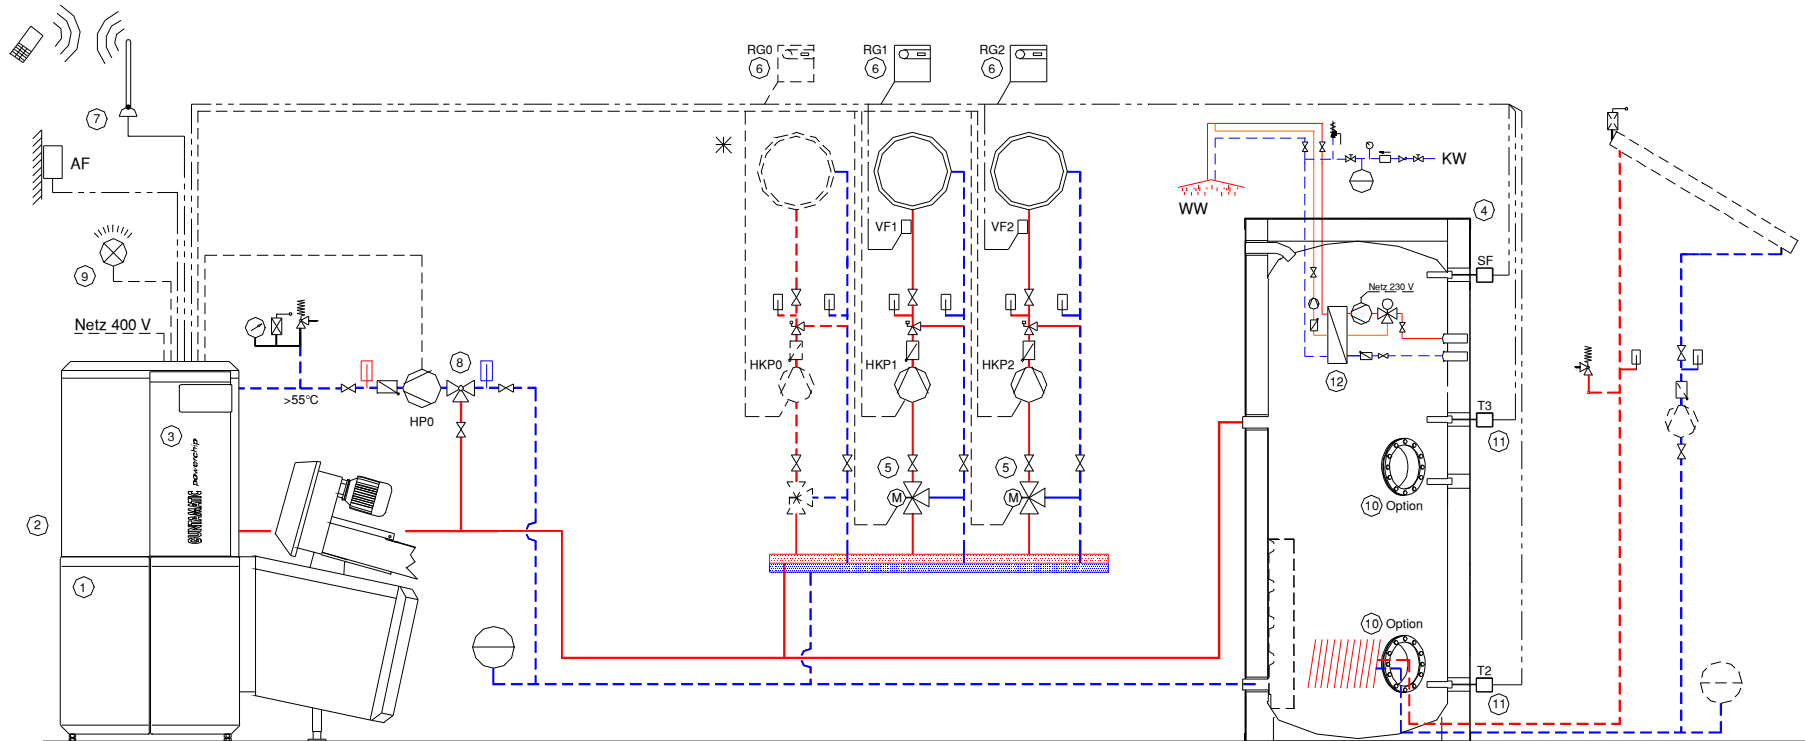 RG0
6
RG1
6
RG2
6
7
AF
9
Netz 400 V
>55°C
8
HP0
3
GUNTAMATIC powerchip
2
1
VF1
VF2
HKP0
HKP1
HKP2
5
M
5
M
WW
KW
4
SF
Netz 230 V
12
T3
11
10 Option
10 Option
T2
11